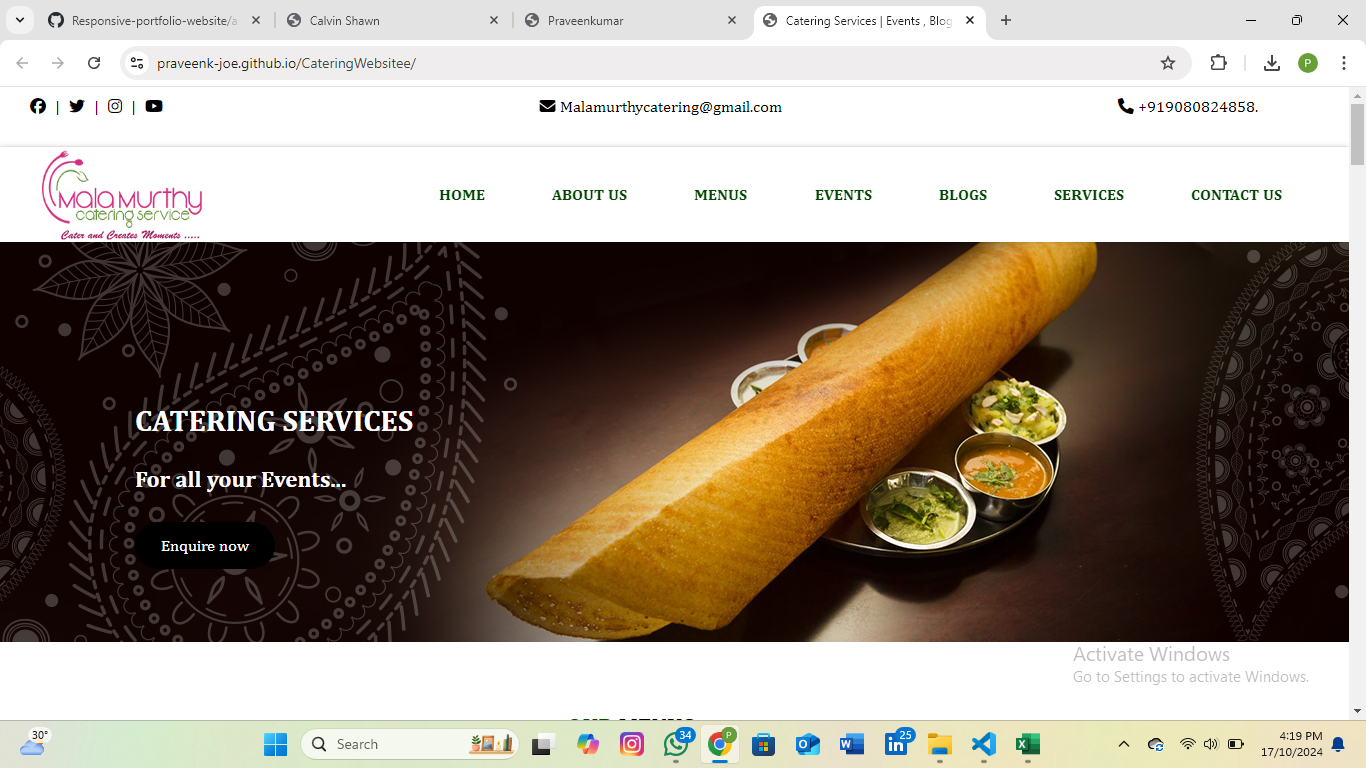 Responsive-portfolio-website/a
Calvin Shawn
Praveenkumar
Catering Services | Events , Blog
praveenk-joe.github.io/CateringWebsitee/
P
| | |
Malamurthycatering@gmail.com
+919080824858.
Mala Murthy
catering service
Cater and Creates Moments .....
HOME
ABOUT US
MENUS
EVENTS
BLOGS
SERVICES
CONTACT US
CATERING SERVICES
For all your Events...
Enquire now
Activate Windows
Go to Settings to activate Windows.
OUR MENUS
30°
Search
34
P
25
4:19 PM
17/10/2024